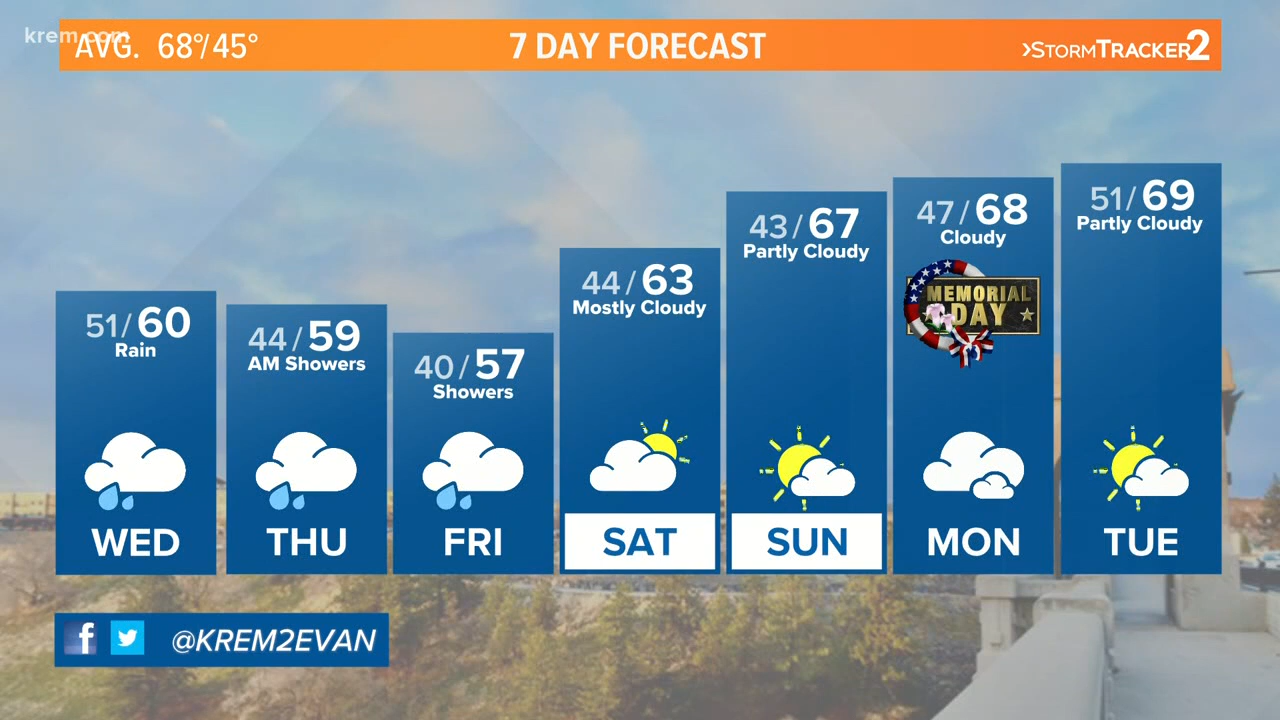 krem.com
AVG. 68°/45°
7 DAY FORECAST
STORMTRACKER2
51/60
Rain
WED
44/59
AM Showers
THU
40/57
Showers
FRI
44/63
Mostly Cloudy
SAT
43/67
Partly Cloudy
SUN
47/68
Cloudy
MEMORIAL
DAY
MON
51/69
Partly Cloudy
TUE
f
@KREM2EVAN